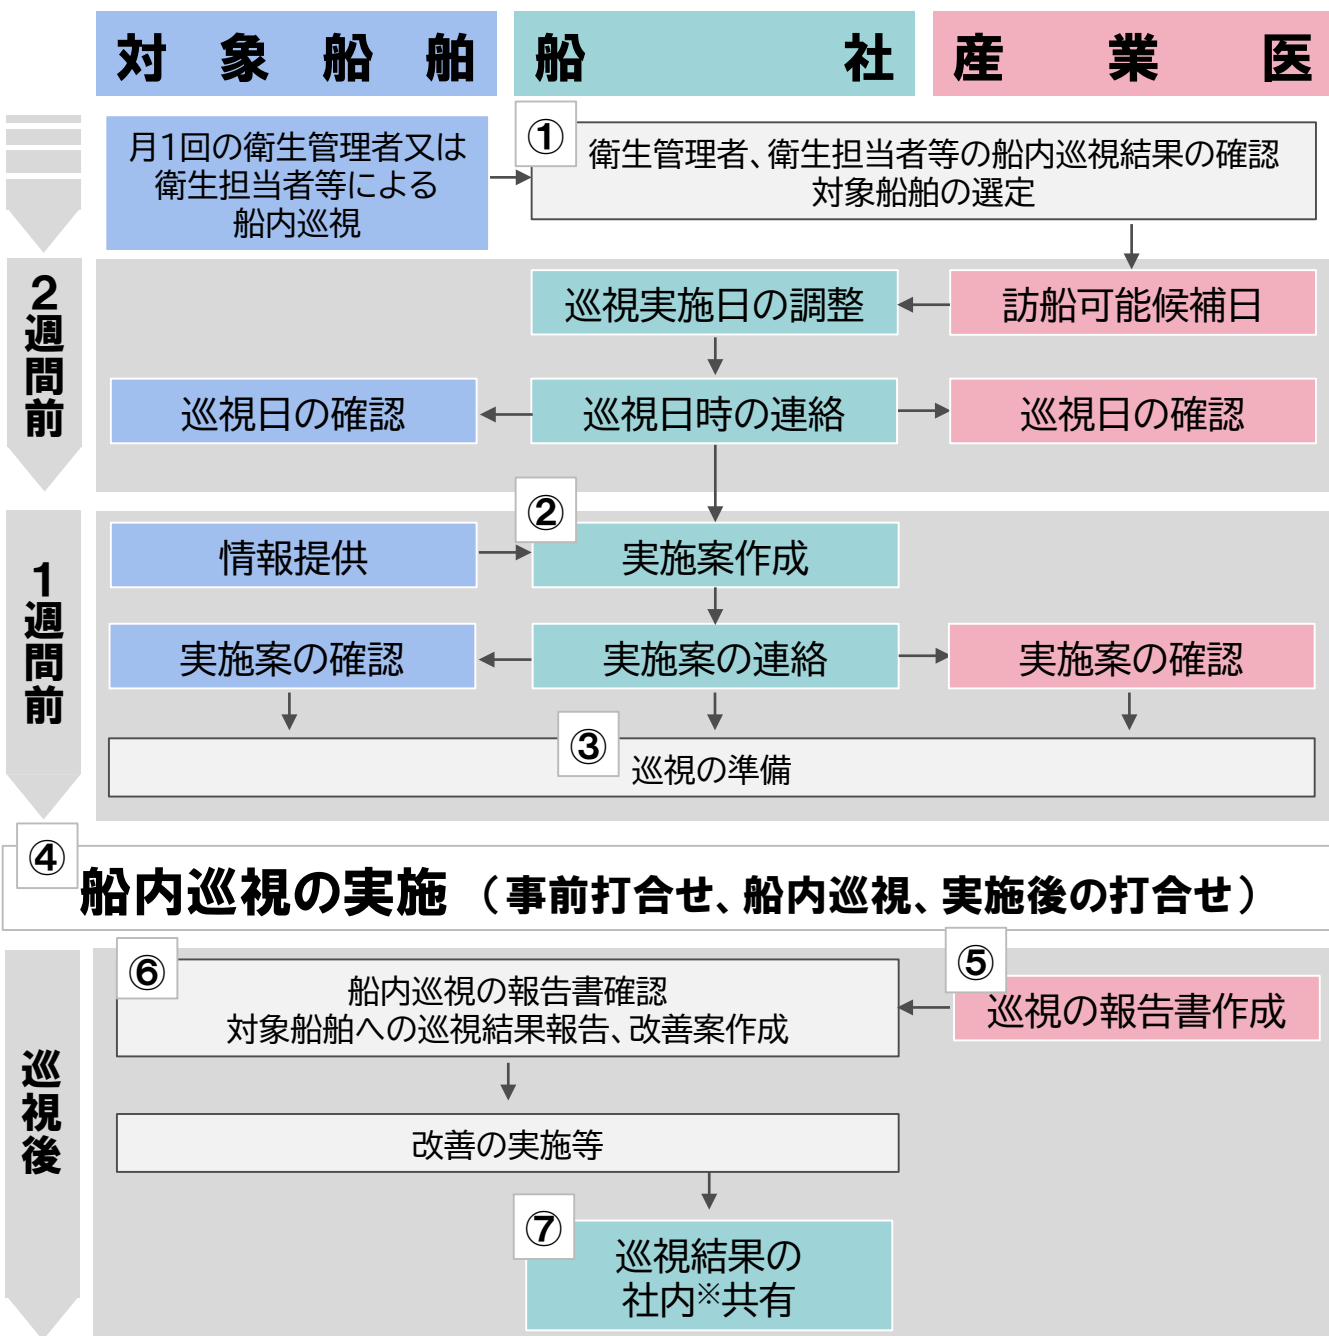 対象船舶
船社
産業医
月1回の衛生管理者又は
衛生担当者等による
船内巡視
①
衛生管理者、衛生担当者等の船内巡視結果の確認
対象船舶の選定
2週間前
巡視実施日の調整
訪船可能候補日
巡視日の確認
巡視日時の連絡
巡視日の確認
1週間前
情報提供
②
実施案作成
実施案の確認
実施案の連絡
実施案の確認
③
巡視の準備
④
船内巡視の実施（事前打合せ、船内巡視、実施後の打合せ）
巡視後
⑥
船内巡視の報告書確認
対象船舶への巡視結果報告、改善案作成
⑤
巡視の報告書作成
改善の実施等
⑦
巡視結果の
社内※共有